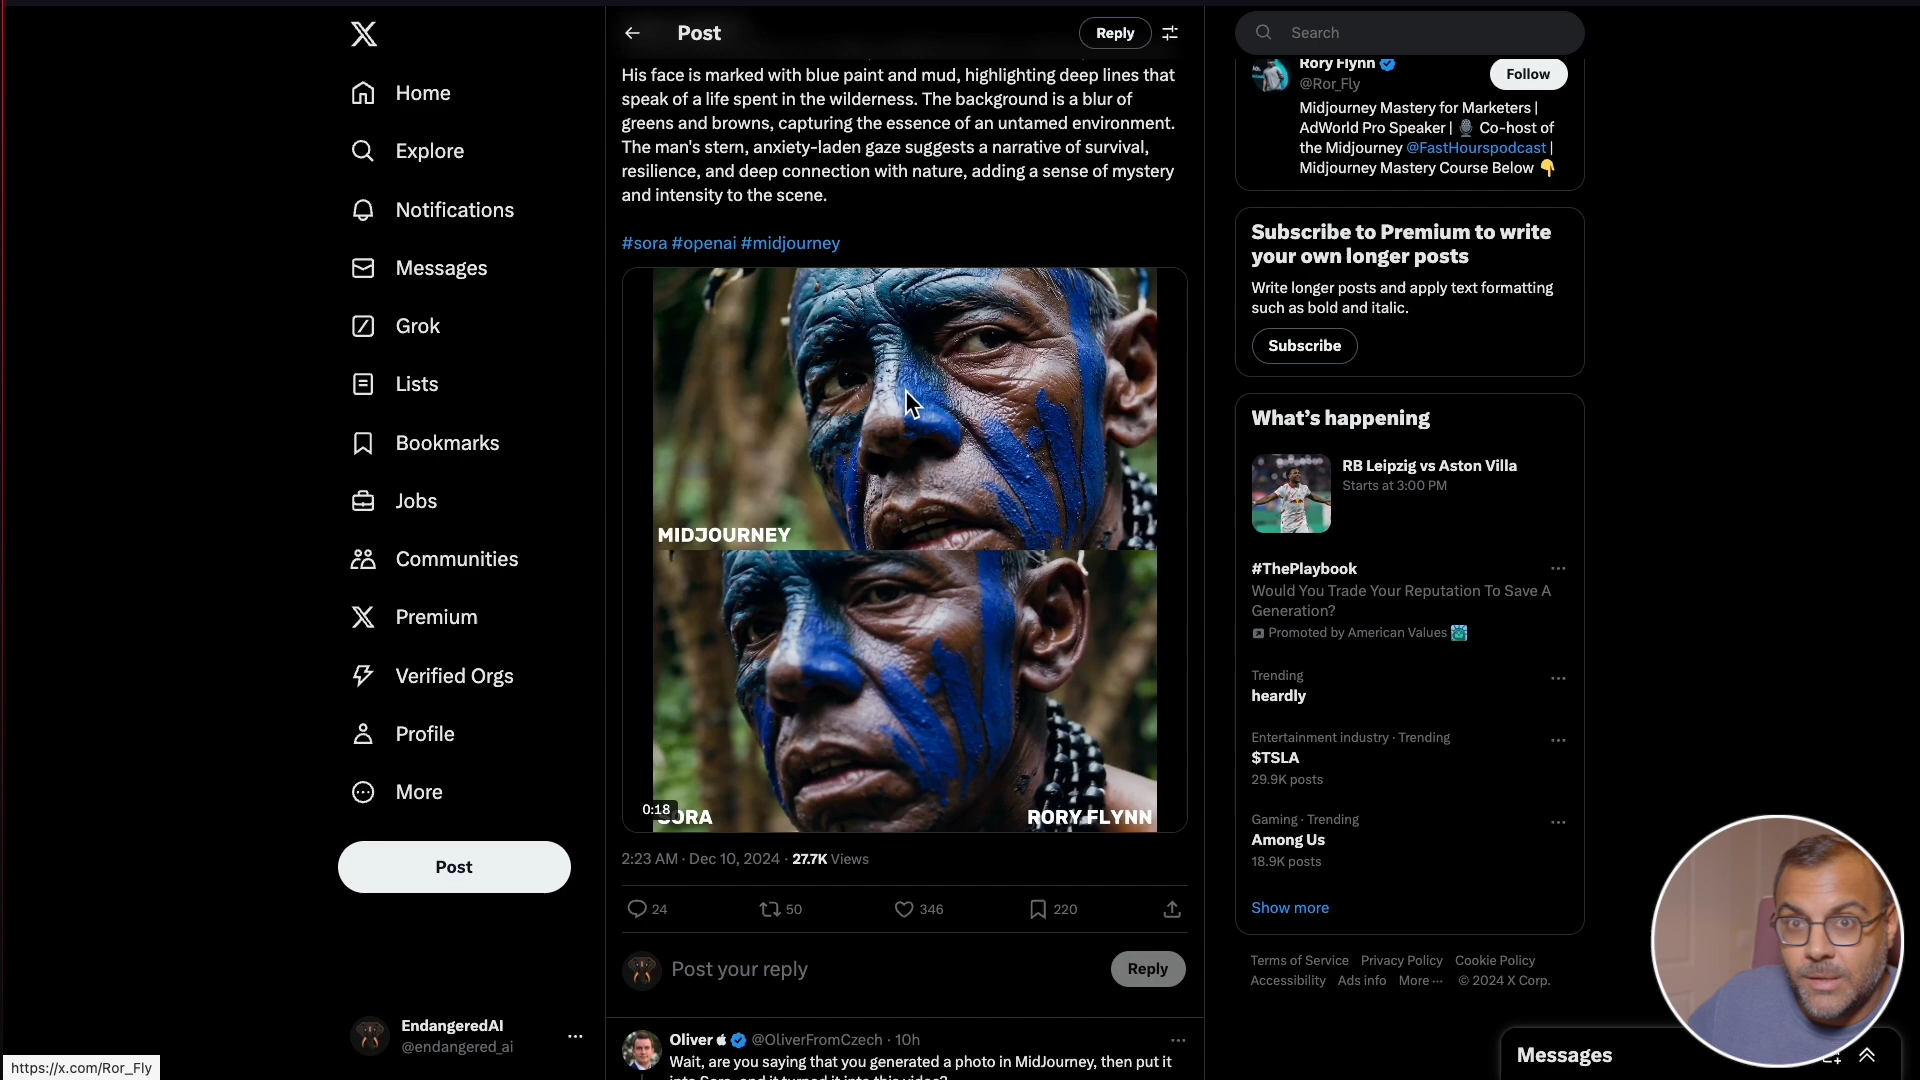 Home
Explore
Notifications
Messages
Grok
Lists
Bookmarks
Jobs
Communities
Premium
Verified Orgs
Profile
More
Post
EndangeredAI
@endangered_ai
https://x.com/Ror_Fly
Post
Reply
His face is marked with blue paint and mud, highlighting deep lines that
speak of a life spent in the wilderness. The background is a blur of
greens and browns, capturing the essence of an untamed environment.
The man's stern, anxiety-laden gaze suggests a narrative of survival,
resilience, and deep connection with nature, adding a sense of mystery
and intensity to the scene.
#sora #openai #midjourney
MIDJOURNEY
0:18
SORA
RORY FLYNN
2:23 AM · Dec 10, 2024 · 27.7K Views
24
50
346
220
Post your reply
Reply
Oliver @OliverFromCzech · 10h
Wait, are you saying that you generated a photo in MidJourney, then put it
into Sora, and it turned it into this video?
Search
Rory Flynn
@Ror_Fly
Follow
Midjourney Mastery for Marketers |
AdWorld Pro Speaker | 🎙️ Co-host of
the Midjourney @FastHourspodcast |
Midjourney Mastery Course Below 👇
Subscribe to Premium to write
your own longer posts
Write longer posts and apply text formatting
such as bold and italic.
Subscribe
What's happening
RB Leipzig vs Aston Villa
Starts at 3:00 PM
#ThePlaybook
Would You Trade Your Reputation To Save A
Generation?
Promoted by American Values
Trending
heardly
Entertainment industry · Trending
$TSLA
29.9K posts
Gaming · Trending
Among Us
18.9K posts
Show more
Terms of Service Privacy Policy Cookie Policy
Accessibility Ads info More ··· © 2024 X Corp.
Messages